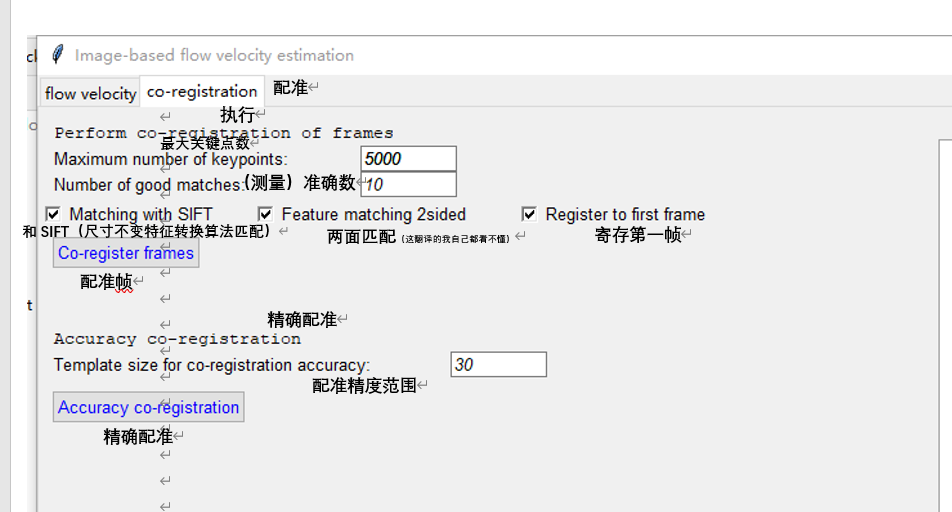 Image-based flow velocity estimation
flow velocity co-registration 配准
执行
Perform co-registration of frames
最大关键点数
Maximum number of keypoints: 5000
Number of good matches: (测量）准确数 10
Matching with SIFT Feature matching 2sided Register to first frame
和 SIFT（尺寸不变特征转换算法匹配） 两面匹配（这翻译的我自己都看不懂） 寄存第一帧
Co-register frames
配准帧
精确配准
Accuracy co-registration
Template size for co-registration accuracy: 30
配准精度范围
Accuracy co-registration
精确配准